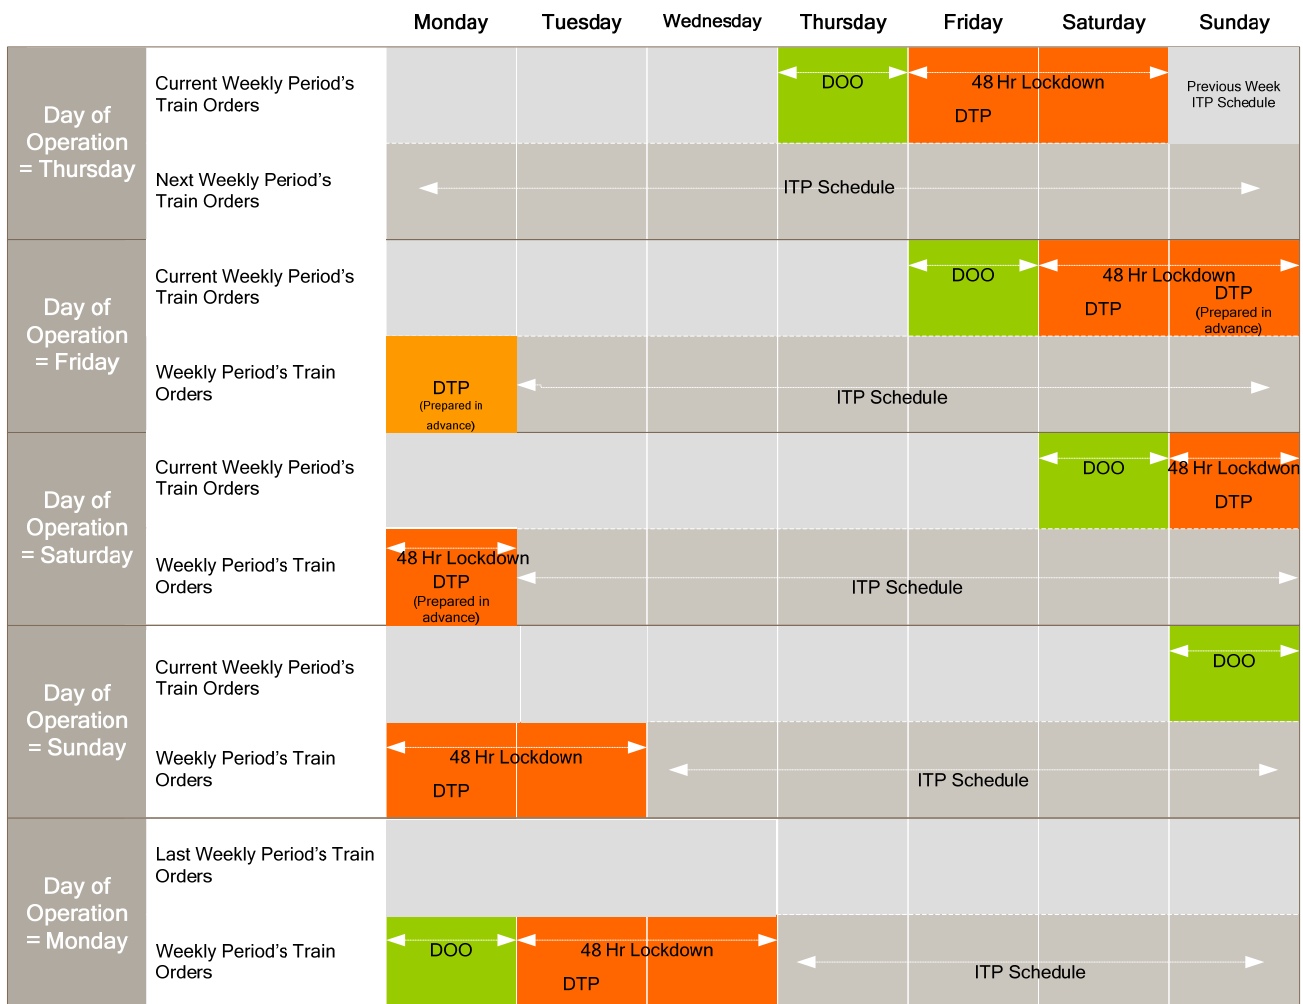 Monday Tuesday Wednesday Thursday Friday Saturday Sunday
Day of
Operation
= Thursday
Current Weekly Period’s
Train Orders
DOO
48 Hr Lockdown
DTP
Previous Week
ITP Schedule
Next Weekly Period’s
Train Orders
ITP Schedule
Day of
Operation
= Friday
Current Weekly Period’s
Train Orders
DOO
48 Hr Lockdown
DTP
DTP
(Prepared in
advance)
Weekly Period’s Train
Orders
DTP
(Prepared in
advance)
ITP Schedule
Day of
Operation
= Saturday
Current Weekly Period’s
Train Orders
DOO
48 Hr Lockdwon
DTP
Weekly Period’s Train
Orders
48 Hr Lockdown
DTP
(Prepared in
advance)
ITP Schedule
Day of
Operation
= Sunday
Current Weekly Period’s
Train Orders
DOO
Weekly Period’s Train
Orders
48 Hr Lockdown
DTP
ITP Schedule
Day of
Operation
= Monday
Last Weekly Period’s Train
Orders
Weekly Period’s Train
Orders
DOO
48 Hr Lockdown
DTP
ITP Schedule